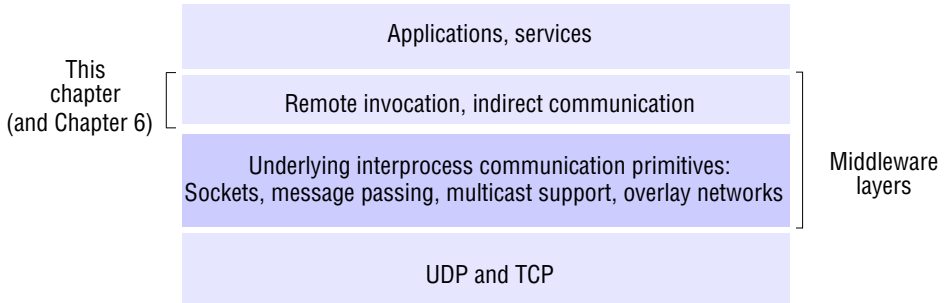 Applications, services
This
chapter
(and Chapter 6)
Remote invocation, indirect communication
Underlying interprocess communication primitives:
Sockets, message passing, multicast support, overlay networks
Middleware
layers
UDP and TCP